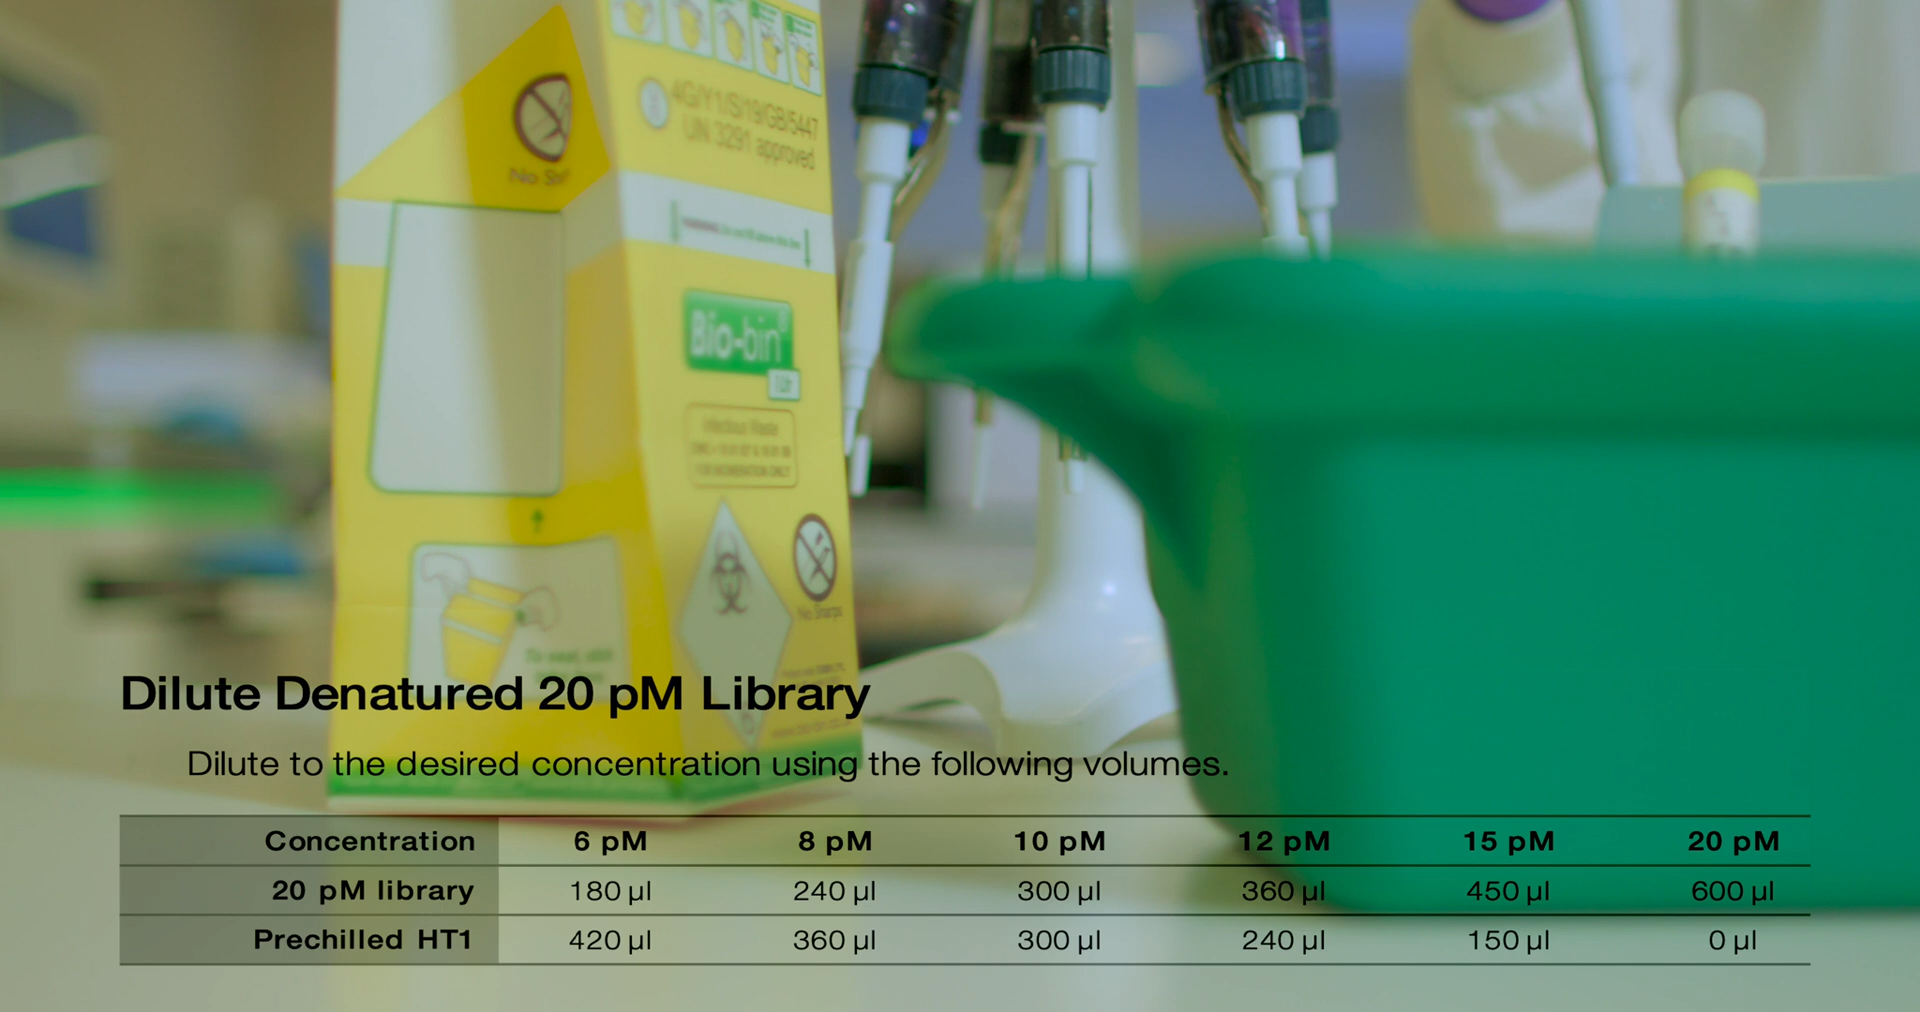 No
4G/Y1/S/19/GB/5447
UN 3291 approved
Bio-bin®
Infectious Waste
No Sharps
Dilute Denatured 20 pM Library
Dilute to the desired concentration using the following volumes.
Concentration 6 pM 8 pM 10 pM 12 pM 15 pM 20 pM
20 pM library 180 µl 240 µl 300 µl 360 µl 450 µl 600 µl
Prechilled HT1 420 µl 360 µl 300 µl 240 µl 150 µl 0 µl